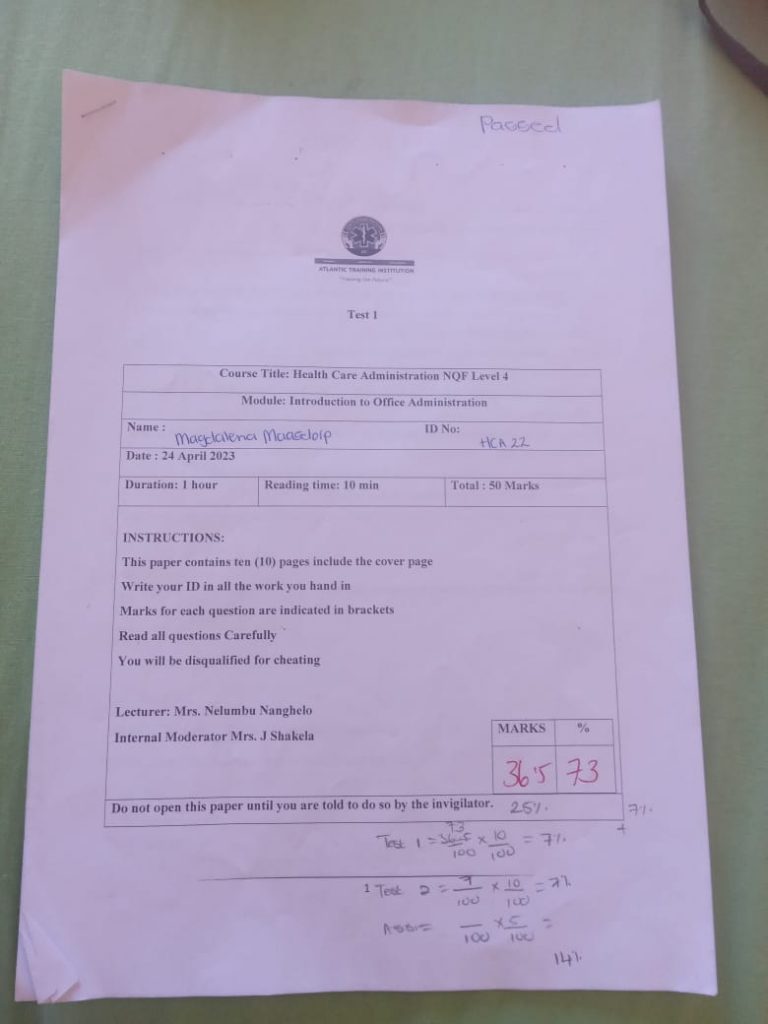 Passed
ATLANTIC TRAINING INSTITUTION
Test 1
Course Title: Health Care Administration NQF Level 4
Module: Introduction to Office Administration
Name : Magdalena Maasdorp ID No: HCA 22
Date : 24 April 2023
Duration: 1 hour Reading time: 10 min Total : 50 Marks
INSTRUCTIONS:
This paper contains ten (10) pages include the cover page
Write your ID in all the work you hand in
Marks for each question are indicated in brackets
Read all questions Carefully
You will be disqualified for cheating
Lecturer: Mrs. Nelumbu Nanghelo
Internal Moderator Mrs. J Shakela
MARKS %
36.5 73
Do not open this paper until you are told to do so by the invigilator. 25%. 7%
+
73
Test 1 = 36.5/100 x 10/100 = 7%
1 Test 2 = 7/100 x 10/100 = 7%
Assi = /100 x 5/100 =
14%